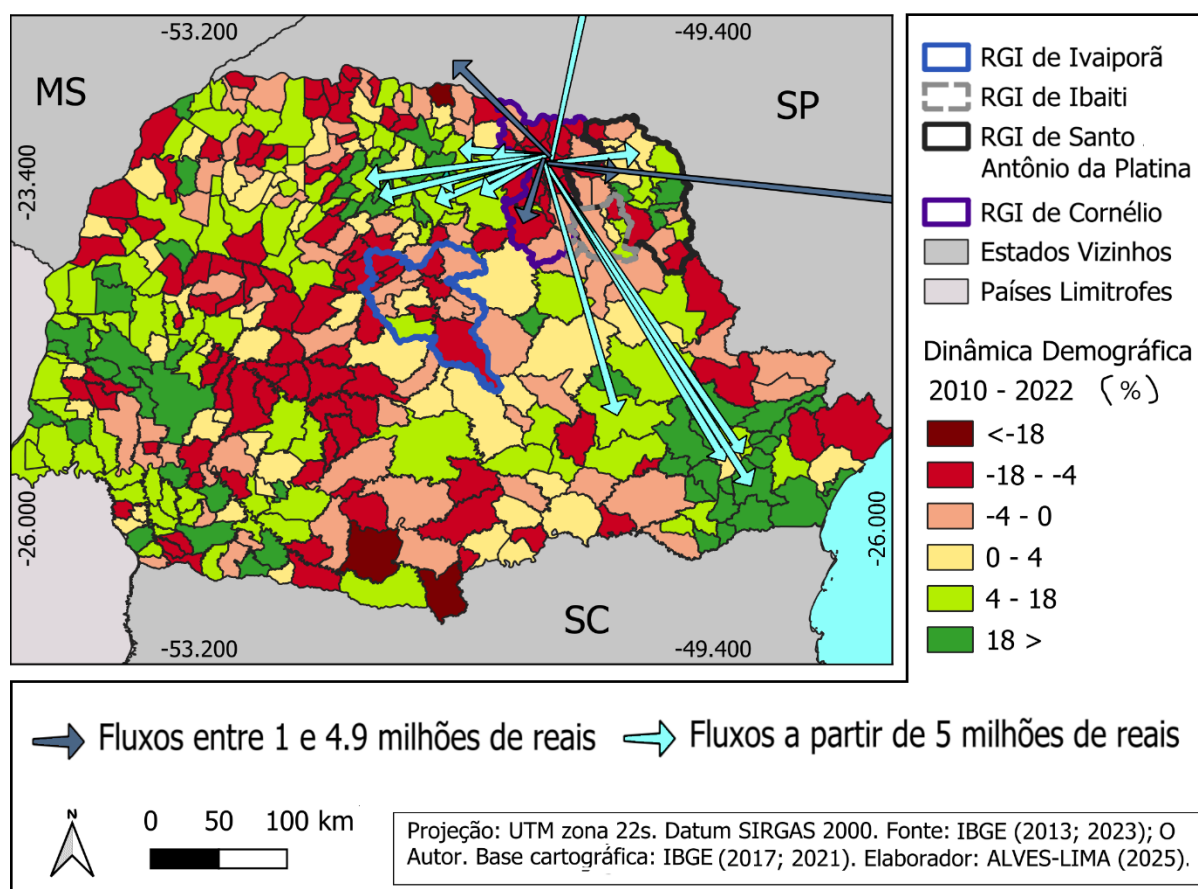 -53.200
-49.400
MS
SP
-23.400
-26.000
-26.000
SC
-53.200
-49.400
RGI de Ivaiporã
RGI de Ibaiti
RGI de Santo
Antônio da Platina
RGI de Cornélio
Estados Vizinhos
Países Limitrofes
Dinâmica Demográfica
2010 - 2022 (%)
<-18
-18 - -4
-4 - 0
0 - 4
4 - 18
18 >
Fluxos entre 1 e 4.9 milhões de reais
Fluxos a partir de 5 milhões de reais
N
0 50 100 km
Projeção: UTM zona 22s. Datum SIRGAS 2000. Fonte: IBGE (2013; 2023); O
Autor. Base cartográfica: IBGE (2017; 2021). Elaborador: ALVES-LIMA (2025).